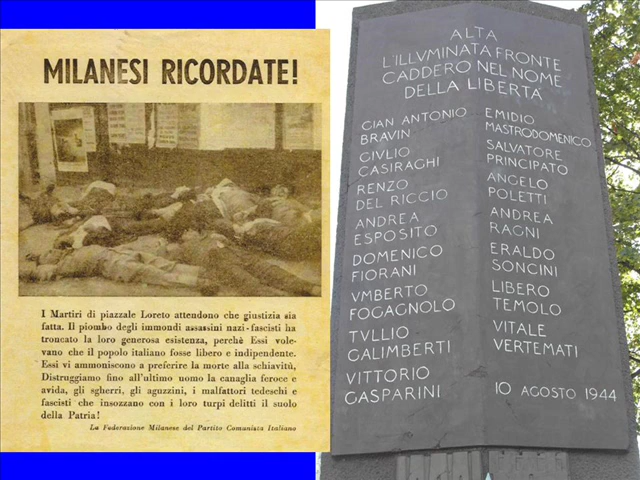 MILANESI RICORDATE!
I Martiri di piazzale Loreto attendono che giustizia sia
fatta. Il piombo degli immondi assassini nazi-fascisti ha
troncato la loro generosa esistenza, perchè Essi vole-
vano che il popolo italiano fosse libero e indipendente.
Essi vi ammoniscono a preferire la morte alla schiavitù,
Distruggiamo fino all'ultimo uomo la canaglia feroce e
avida, gli sgherri, gli aguzzini, i malfattori tedeschi e
fascisti che insozzano con i loro turpi delitti il suolo
della Patria!
La Federazione Milanese del Partito Comunista Italiano
ALTA
L'ILLVMINATA FRONTE
CADDERO NEL NOME
DELLA LIBERTÀ
GIAN ANTONIO
BRAVIN
GIVLIO
CASIRAGHI
RENZO
DEL RICCIO
ANDREA
ESPOSITO
DOMENICO
FIORANI
VMBERTO
FOGAGNOLO
TVLLIO
GALIMBERTI
VITTORIO
GASPARINI
EMIDIO
MASTRODOMENICO
SALVATORE
PRINCIPATO
ANGELO
POLETTI
ANDREA
RAGNI
ERALDO
SONCINI
LIBERO
TEMOLO
VITALE
VERTEMATI
10 AGOSTO 1944